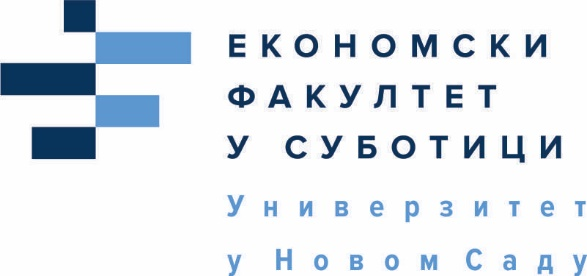 ЕКОНОМСКИ
ФАКУЛТЕТ
У СУБОТИЦИ
Универзитет
у Новом Саду